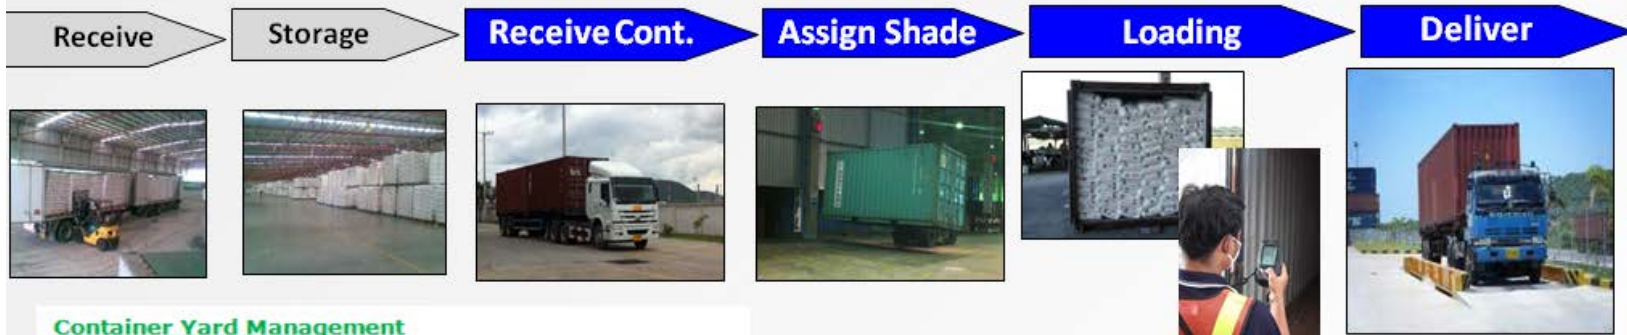 Receive
Storage
Receive Cont.
Assign Shade
Loading
Deliver
Container Yard Management